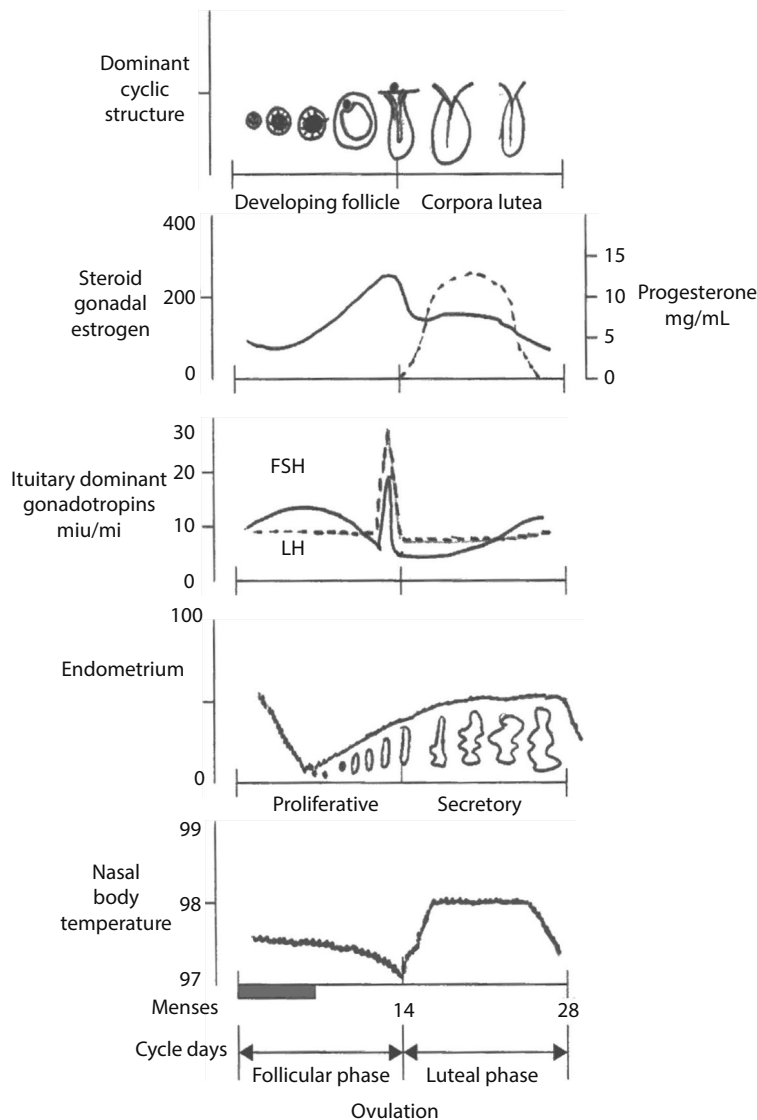 Dominant
cyclic
structure
Developing follicle
Corpora lutea
400
200
0
Steroid
gonadal
estrogen
15
10
5
0
Progesterone
mg/mL
30
20
10
0
Ituitary dominant
gonadotropins
miu/mi
FSH
LH
100
0
Endometrium
Proliferative
Secretory
99
98
97
Nasal
body
temperature
Menses
14
28
Cycle days
Follicular phase
Luteal phase
Ovulation